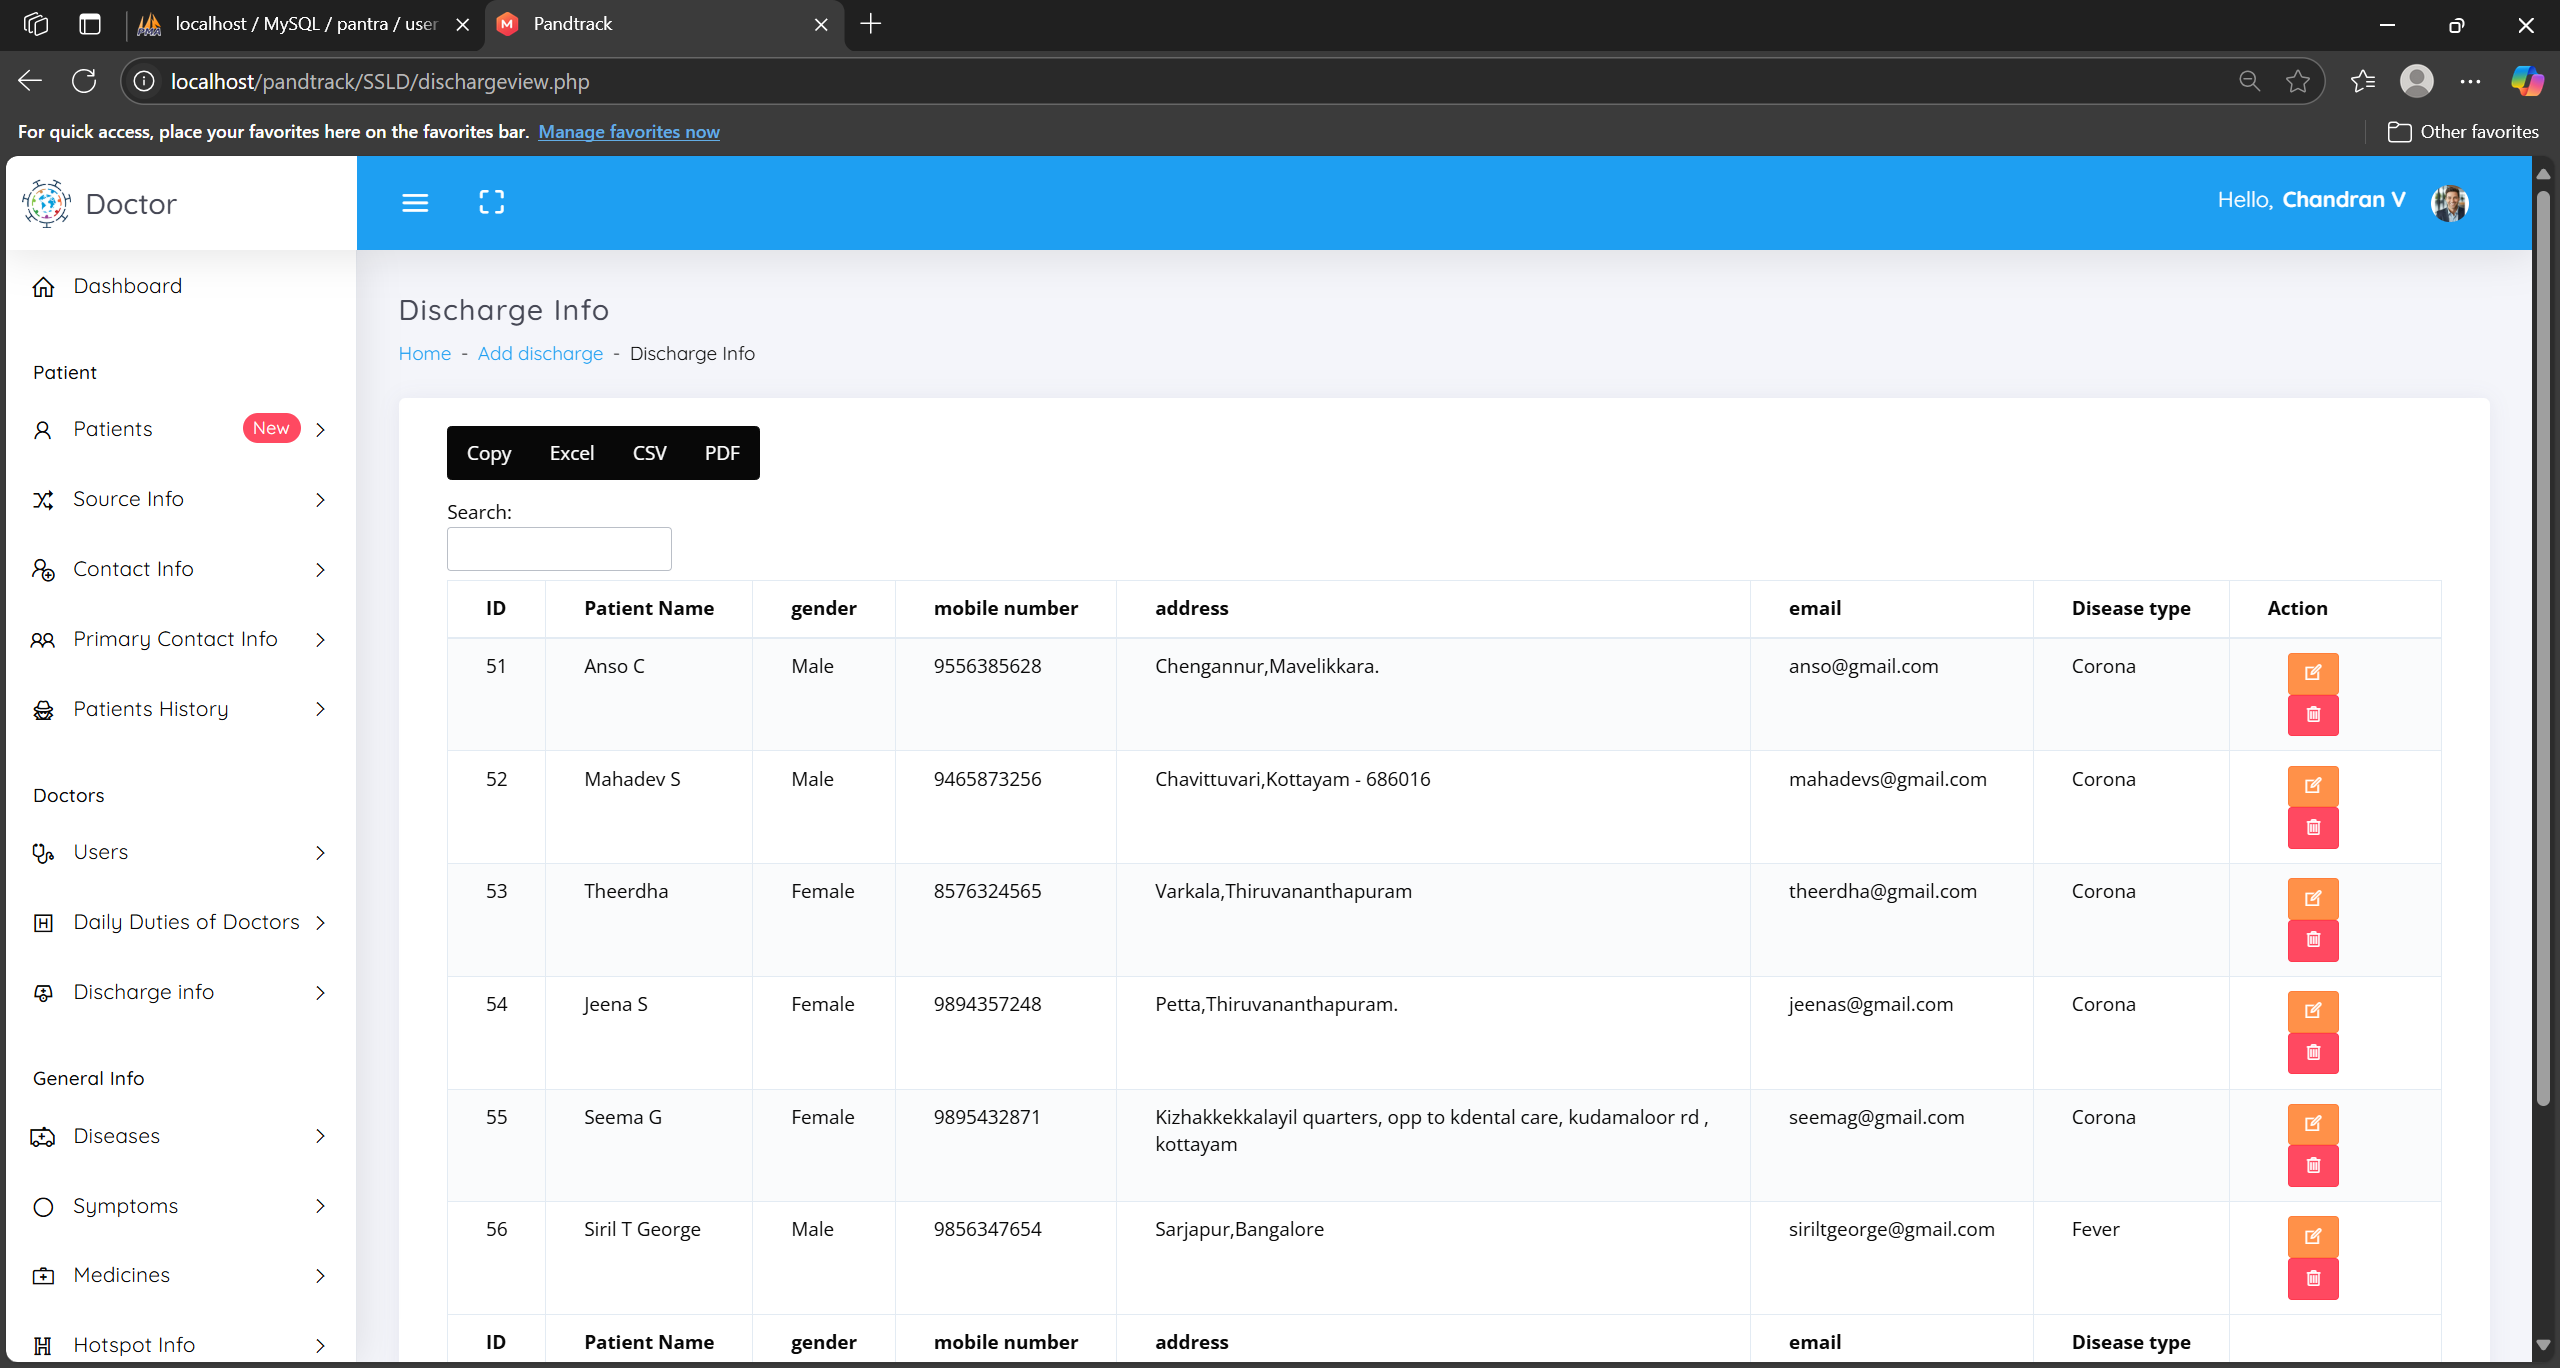 localhost / MySQL / pantra / user
Pandtrack
localhost/pandtrack/SSLD/dischargeview.php
For quick access, place your favorites here on the favorites bar. Manage favorites now
Other favorites
Doctor
Hello, Chandran V
Dashboard
Patient
Patients New
Source Info
Contact Info
Primary Contact Info
Patients History
Doctors
Users
Daily Duties of Doctors
Discharge info
General Info
Diseases
Symptoms
Medicines
Hotspot Info
Discharge Info
Home - Add discharge - Discharge Info
Copy Excel CSV PDF
Search:
ID Patient Name gender mobile number address email Disease type Action
51 Anso C Male 9556385628 Chengannur,Mavelikkara. anso@gmail.com Corona
52 Mahadev S Male 9465873256 Chavittuvari,Kottayam - 686016 mahadevs@gmail.com Corona
53 Theerdha Female 8576324565 Varkala,Thiruvananthapuram theerdha@gmail.com Corona
54 Jeena S Female 9894357248 Petta,Thiruvananthapuram. jeenas@gmail.com Corona
55 Seema G Female 9895432871 Kizhakkekkalayil quarters, opp to kdental care, kudamaloor rd , seemag@gmail.com Corona
kottayam
56 Siril T George Male 9856347654 Sarjapur,Bangalore siriltgeorge@gmail.com Fever
ID Patient Name gender mobile number address email Disease type